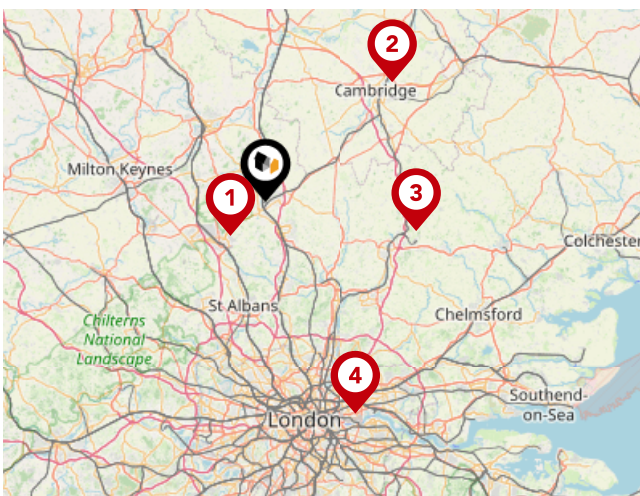 2
Cambridge
Milton Keynes
1
3
Colchester
St Albans
Chilterns
National
Landscape
Chelmsford
4
Southend-
on-Sea
London